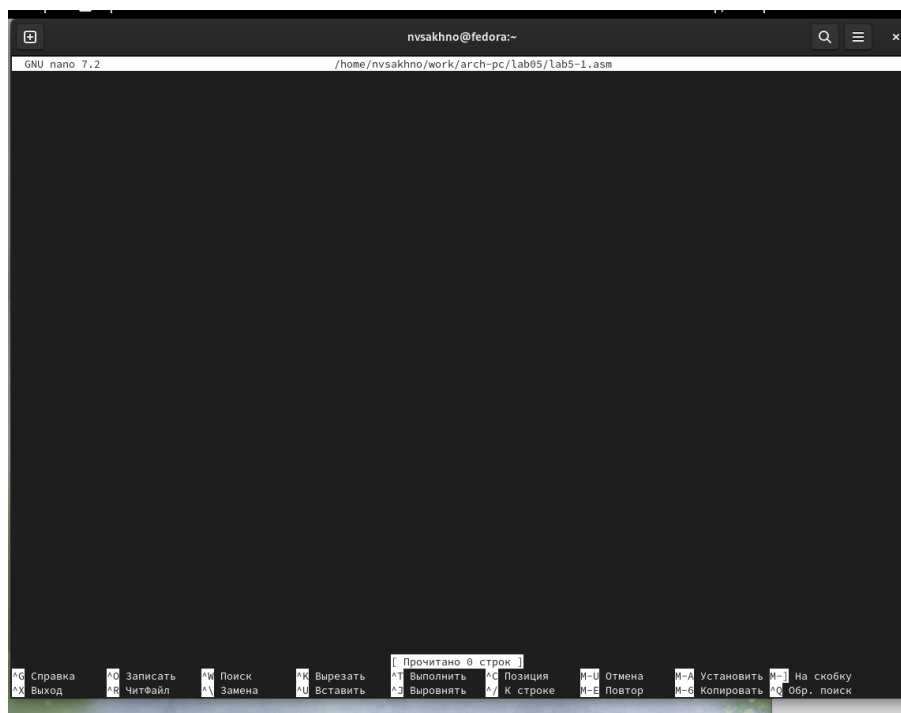 nvsakhno@fedora:~
GNU nano 7.2 /home/nvsakhno/work/arch-pc/lab05/lab5-1.asm
[ Прочитано 0 строк ]
^G Справка ^O Записать ^W Поиск ^K Вырезать ^T Выполнить ^C Позиция M-U Отмена M-A Установить M-] На скобку
^X Выход ^R ЧитФайл ^\ Замена ^U Вставить ^J Выровнять ^/ К строке M-E Повтор M-6 Копировать ^Q Обр. поиск